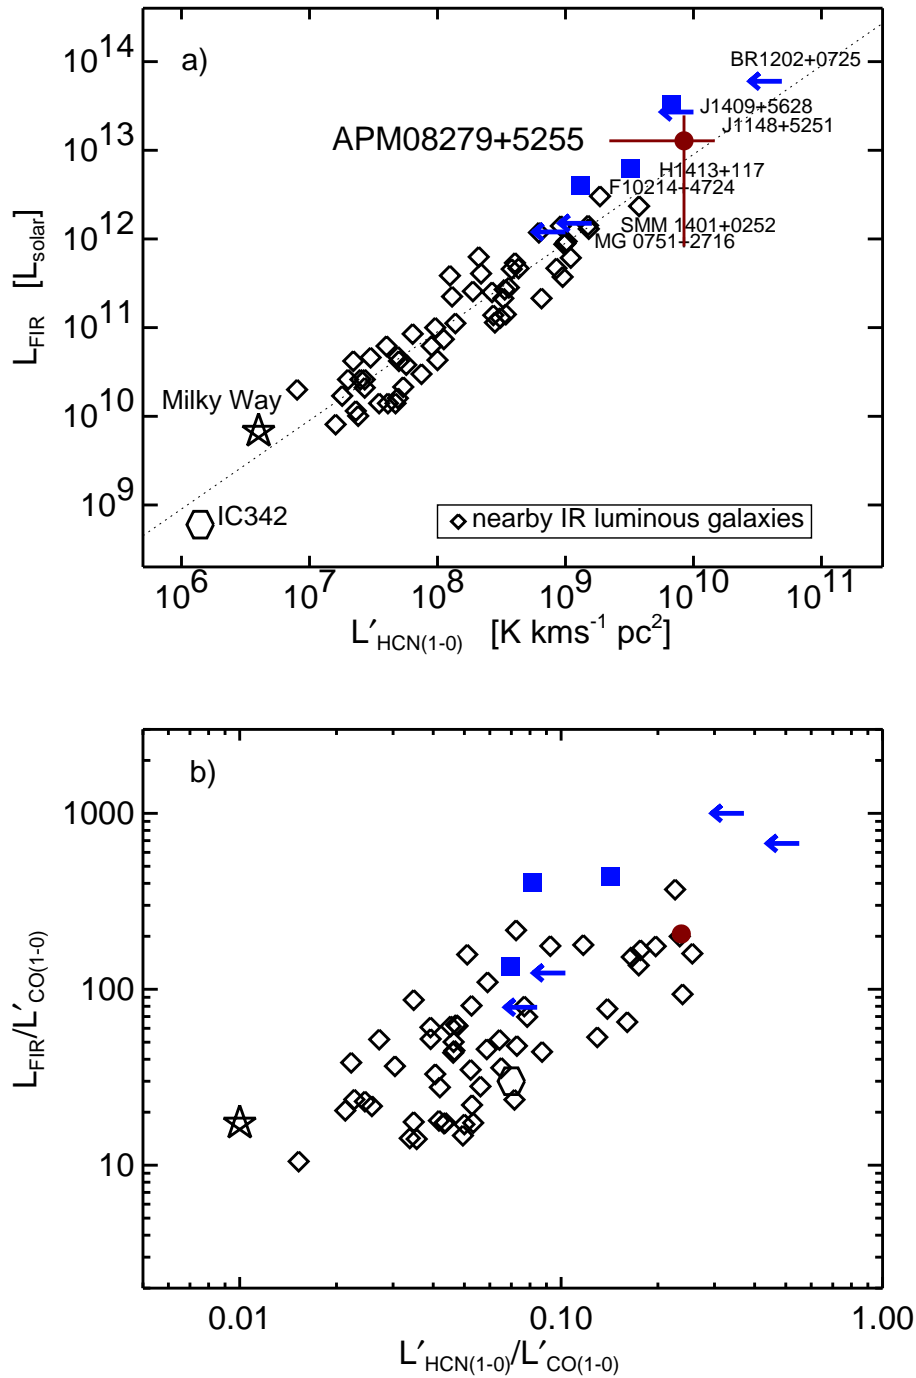 a)
10^14
BR1202+0725
J1409+5628
J1148+5251
APM08279+5255
10^13
H1413+117
F10214+4724
10^12
SMM 1401+0252
MG 0751+2716
L_FIR [L_solar]
10^11
Milky Way
10^10
10^9
IC342
nearby IR luminous galaxies
10^6 10^7 10^8 10^9 10^10 10^11
L′_HCN(1-0) [K kms^-1 pc^2]
b)
1000
L_FIR/L′_CO(1-0)
100
10
0.01 0.10 1.00
L′_HCN(1-0)/L′_CO(1-0)